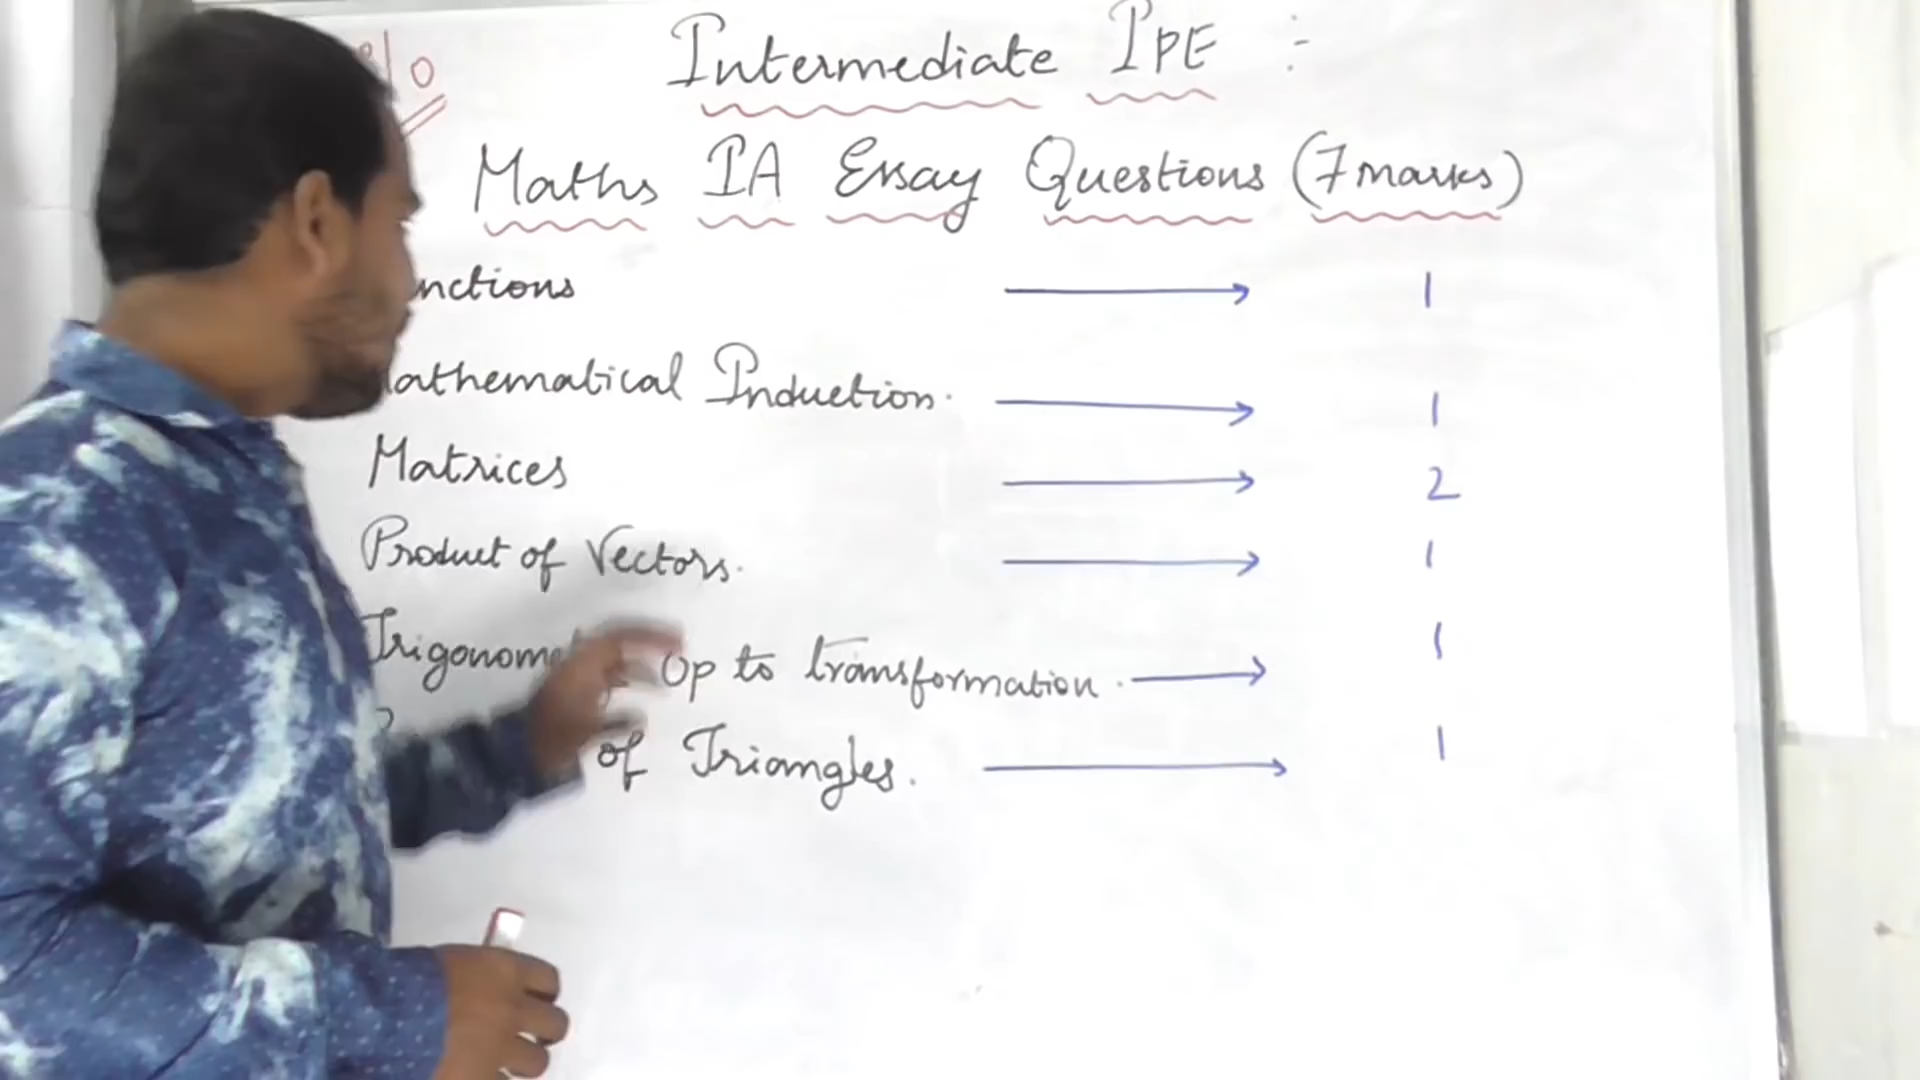 %
Intermediate IPE :-
Maths IA Essay Questions (7 marks)
nctions → 1
athematical Induction. → 1
Matrices → 2
Product of Vectors. → 1
Up to transformation. → 1
of Triangles. → 1